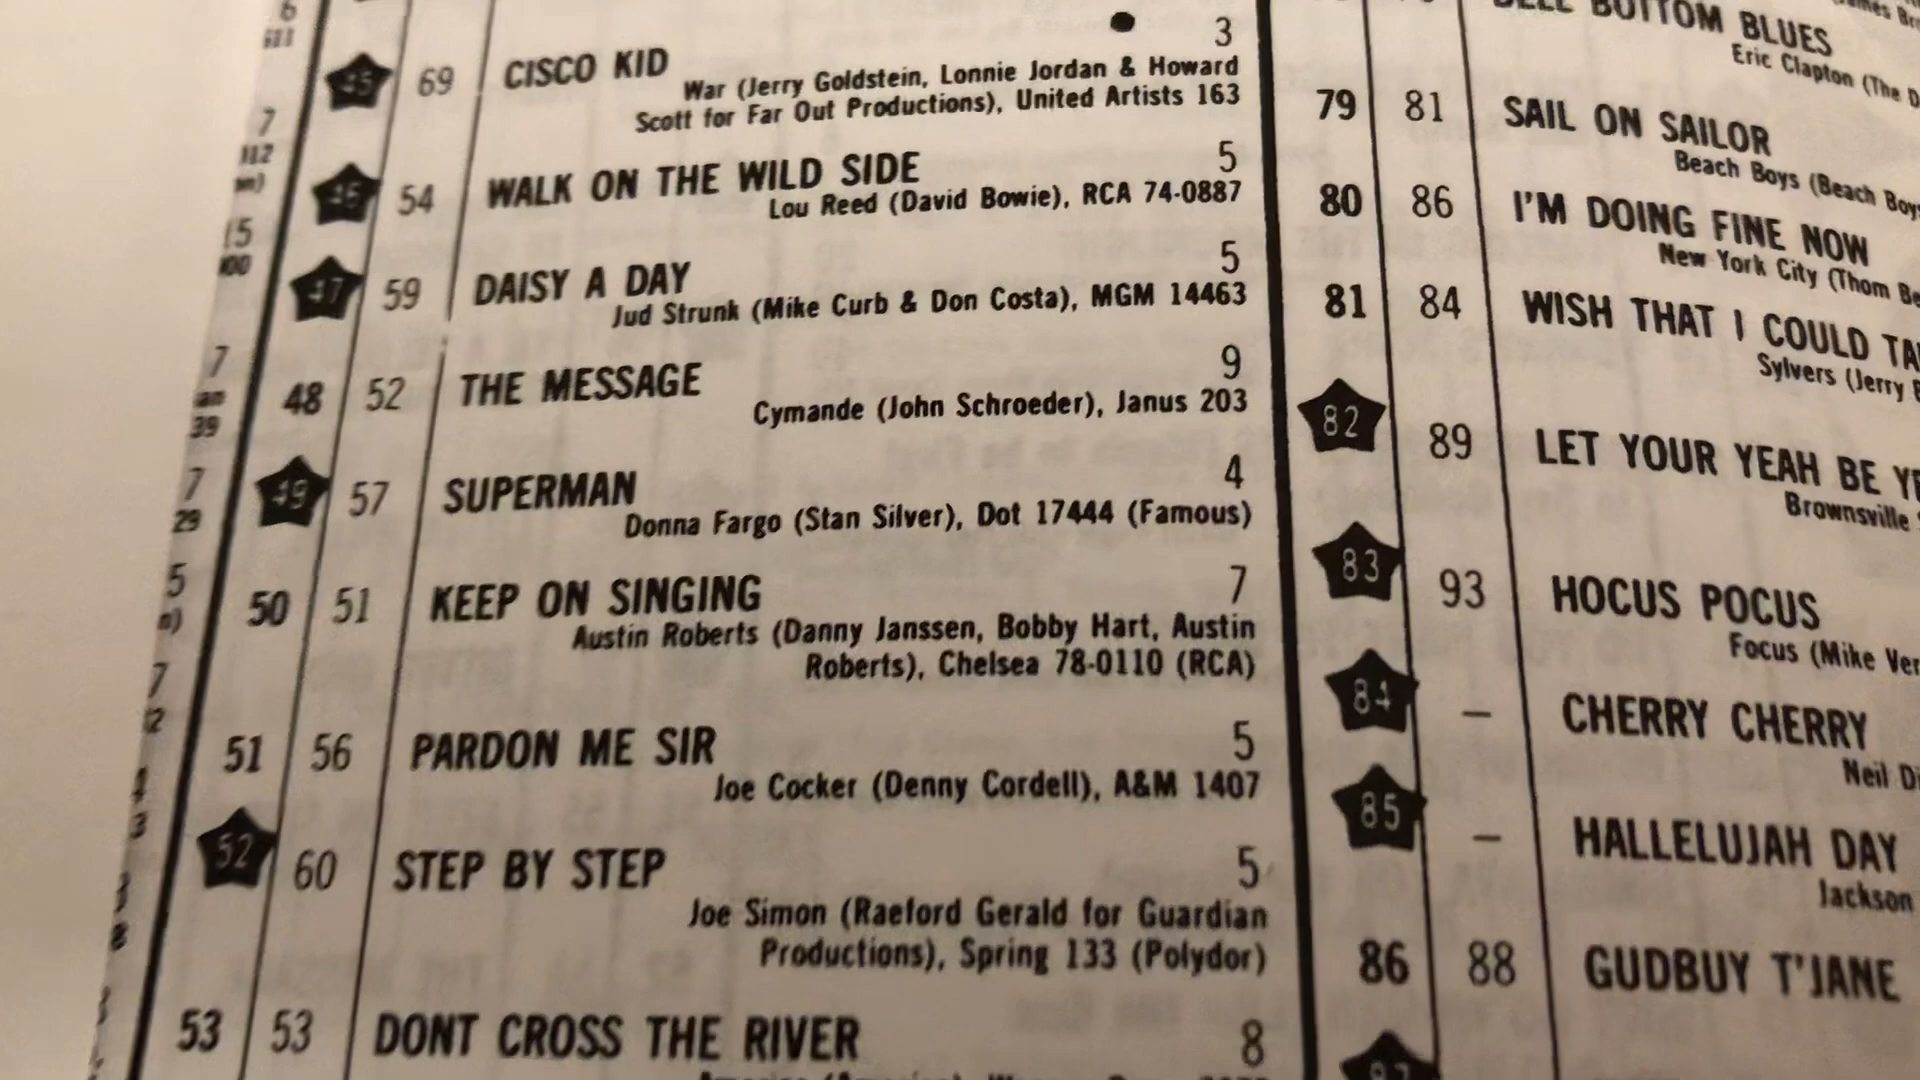 45 69 CISCO KID 3
War (Jerry Goldstein, Lonnie Jordan & Howard
Scott for Far Out Productions), United Artists 163
46 54 WALK ON THE WILD SIDE 5
Lou Reed (David Bowie), RCA 74-0887
47 59 DAISY A DAY 5
Jud Strunk (Mike Curb & Don Costa), MGM 14463
48 52 THE MESSAGE 9
Cymande (John Schroeder), Janus 203
49 57 SUPERMAN 4
Donna Fargo (Stan Silver), Dot 17444 (Famous)
50 51 KEEP ON SINGING 7
Austin Roberts (Danny Janssen, Bobby Hart, Austin
Roberts), Chelsea 78-0110 (RCA)
51 56 PARDON ME SIR 5
Joe Cocker (Denny Cordell), A&M 1407
52 60 STEP BY STEP 5
Joe Simon (Raeford Gerald for Guardian
Productions), Spring 133 (Polydor)
53 53 DONT CROSS THE RIVER 8
BELL BOTTOM BLUES
Eric Clapton (The
79 81 SAIL ON SAILOR
Beach Boys (Beach Boys
80 86 I'M DOING FINE NOW
New York City (Thom
81 84 WISH THAT I COULD
Sylvers (Jerry
82 89 LET YOUR YEAH BE
Brownsville
83 93 HOCUS POCUS
Focus (Mike
84 – CHERRY CHERRY
Neil
85 – HALLELUJAH DAY
Jackson
86 88 GUDBUY T'JANE